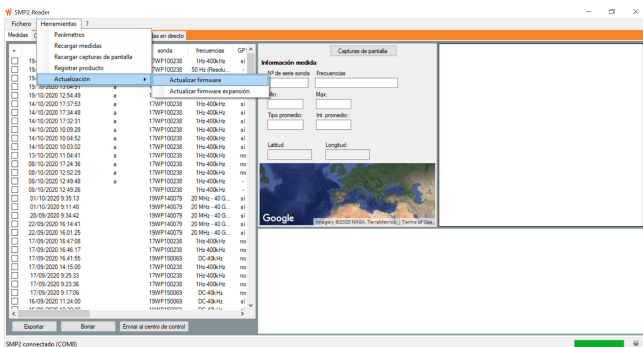 SMP2 Reader
Fichero Herramientas ?
Medidas
das en directo
Parámetros
Recargar medidas
Recargar capturas de pantalla
Registrar producto
Actualización
Actualizar firmware
Actualizar firmware expansión
sonda frecuencias GPS
17WP100238 1Hz-400kHz sí
17WP100238 50 Hz (Resolu...
19/10/2020 13:04:51 a
19/10/2020 12:54:49 a 17WP100238 1Hz-400kHz sí
14/10/2020 17:37:53 a 17WP100238 1Hz-400kHz sí
14/10/2020 17:34:48 a 17WP100238 1Hz-400kHz sí
14/10/2020 17:32:31 a 17WP100238 1Hz-400kHz sí
14/10/2020 10:09:28 a 17WP100238 1Hz-400kHz sí
14/10/2020 10:04:52 a 17WP100238 1Hz-400kHz sí
14/10/2020 10:03:02 a 17WP100238 1Hz-400kHz sí
13/10/2020 11:04:41 a 17WP100238 1Hz-400kHz no
08/10/2020 17:24:36 a 17WP100238 1Hz-400kHz no
08/10/2020 12:52:29 a 17WP100238 1Hz-400kHz no
08/10/2020 12:49:48 a 17WP100238 1Hz-400kHz -
08/10/2020 12:49:26 17WP100238 1Hz-400kHz -
01/10/2020 9:35:13 19WP140079 20 MHz - 40 G... sí
01/10/2020 9:11:48 19WP140079 20 MHz - 40 G... sí
28/09/2020 9:34:42 19WP140079 20 MHz - 40 G... sí
22/09/2020 16:14:41 19WP140079 20 MHz - 40 G... sí
22/09/2020 16:01:25 19WP140079 20 MHz - 40 G... sí
17/09/2020 16:47:08 17WP100238 1Hz-400kHz no
17/09/2020 16:46:17 17WP100238 1Hz-400kHz no
17/09/2020 16:41:55 19WP150069 DC-40kHz no
17/09/2020 14:15:00 17WP100238 1Hz-400kHz no
17/09/2020 9:25:33 17WP100238 1Hz-400kHz no
17/09/2020 9:23:36 17WP100238 1Hz-400kHz no
17/09/2020 9:17:06 19WP150069 DC-40kHz no
16/09/2020 11:24:00 19WP150069 DC-40kHz sí
Exportar Borrar Enviar al centro de control
Capturas de pantalla
Información medida
Nº de serie sonda Frecuencias
Min: Max:
Tipo promedio: Int. promedio:
Latitud: Longitud:
Google
Imagery ©2020 NASA, TerraMetrics Terms of Use
SMP2 conectado (COM8)